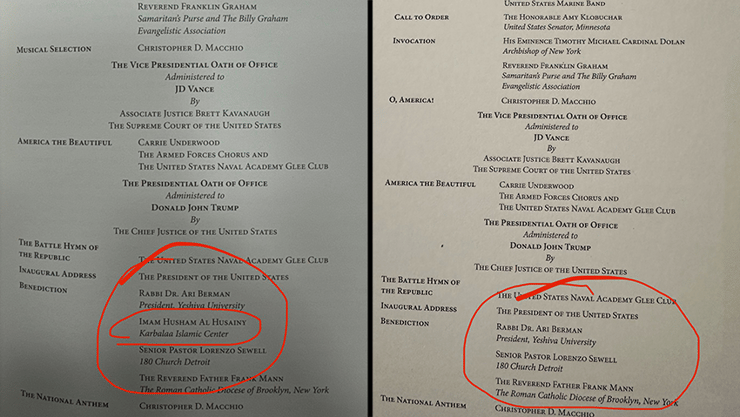 REVEREND FRANKLIN GRAHAM
Samaritan's Purse and The Billy Graham
Evangelistic Association
MUSICAL SELECTION CHRISTOPHER D. MACCHIO
THE VICE PRESIDENTIAL OATH OF OFFICE
Administered to
JD VANCE
By
ASSOCIATE JUSTICE BRETT KAVANAUGH
THE SUPREME COURT OF THE UNITED STATES
AMERICA THE BEAUTIFUL CARRIE UNDERWOOD
THE ARMED FORCES CHORUS AND
THE UNITED STATES NAVAL ACADEMY GLEE CLUB
THE PRESIDENTIAL OATH OF OFFICE
Administered to
DONALD JOHN TRUMP
By
THE CHIEF JUSTICE OF THE UNITED STATES
THE BATTLE HYMN OF
THE REPUBLIC THE UNITED STATES NAVAL ACADEMY GLEE CLUB
INAUGURAL ADDRESS THE PRESIDENT OF THE UNITED STATES
BENEDICTION RABBI DR. ARI BERMAN
President, Yeshiva University
IMAM HUSHAM AL HUSAINY
Karbalaa Islamic Center
SENIOR PASTOR LORENZO SEWELL
180 Church Detroit
THE REVEREND FATHER FRANK MANN
The Roman Catholic Diocese of Brooklyn, New York
THE NATIONAL ANTHEM CHRISTOPHER D. MACCHIO
UNITED STATES MARINE BAND
CALL TO ORDER THE HONORABLE AMY KLOBUCHAR
United States Senator, Minnesota
INVOCATION HIS EMINENCE TIMOTHY MICHAEL CARDINAL DOLAN
Archbishop of New York
REVEREND FRANKLIN GRAHAM
Samaritan's Purse and The Billy Graham
Evangelistic Association
O, AMERICA! CHRISTOPHER D. MACCHIO
THE VICE PRESIDENTIAL OATH OF OFFICE
Administered to
JD VANCE
By
ASSOCIATE JUSTICE BRETT KAVANAUGH
THE SUPREME COURT OF THE UNITED STATES
AMERICA THE BEAUTIFUL CARRIE UNDERWOOD
THE ARMED FORCES CHORUS AND
THE UNITED STATES NAVAL ACADEMY GLEE CLUB
THE PRESIDENTIAL OATH OF OFFICE
Administered to
DONALD JOHN TRUMP
By
THE CHIEF JUSTICE OF THE UNITED STATES
THE BATTLE HYMN OF
THE REPUBLIC THE UNITED STATES NAVAL ACADEMY GLEE CLUB
INAUGURAL ADDRESS THE PRESIDENT OF THE UNITED STATES
BENEDICTION RABBI DR. ARI BERMAN
President, Yeshiva University
SENIOR PASTOR LORENZO SEWELL
180 Church Detroit
THE REVEREND FATHER FRANK MANN
The Roman Catholic Diocese of Brooklyn, New York
THE NATIONAL ANTHEM CHRISTOPHER D. MACCHIO